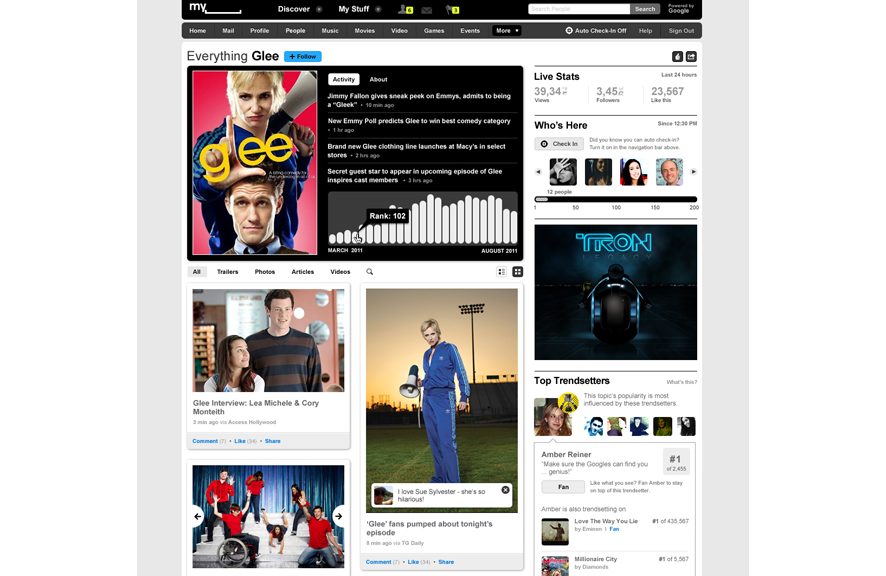 my
Discover
My Stuff
6
3
Search People
Search
Powered by
Google
Home Mail Profile People Music Movies Video Games Events More
Auto Check-In Off Help Sign Out
Everything Glee
+ Follow
glee
Activity About
Jimmy Fallon gives sneak peek on Emmys, admits to being
a “Gleek” • 10 min ago
New Emmy Poll predicts Glee to win best comedy category
• 1 hr ago
Brand new Glee clothing line launches at Macy's in select
stores • 2 hrs ago
Secret guest star to appear in upcoming episode of Glee
inspires cast members • 3 hrs ago
Rank: 102
MARCH 2011
AUGUST 2011
All Trailers Photos Articles Videos
Glee Interview: Lea Michele & Cory
Monteith
3 min ago via Access Hollywood
Comment (7) • Like (34) • Share
I love Sue Sylvester - she's so
hilarious!
‘Glee’ fans pumped about tonight's
episode
8 min ago via TG Daily
Comment (7) • Like (34) • Share
Live Stats
Last 24 hours
39,34
Views
3,45
Followers
23,567
Like this
Who's Here
Since 12:30 PM
Check In
Did you know you can auto check-in?
Turn it on in the navigation bar above.
12 people
1 50 100 150 200
TRON
LEGACY
Top Trendsetters
What's this?
This topic's popularity is most
influenced by these trendsetters.
Amber Reiner
“Make sure the Googles can find you
... genius!”
#1
of 2,455
Fan
Like what you see? Fan Amber to stay
on top of this trendsetter.
Amber is also trendsetting on
Love The Way You Lie
#1 of 435,567
by Eminem | Fan
Millionaire City
#1 of 5,567
by Diamonds